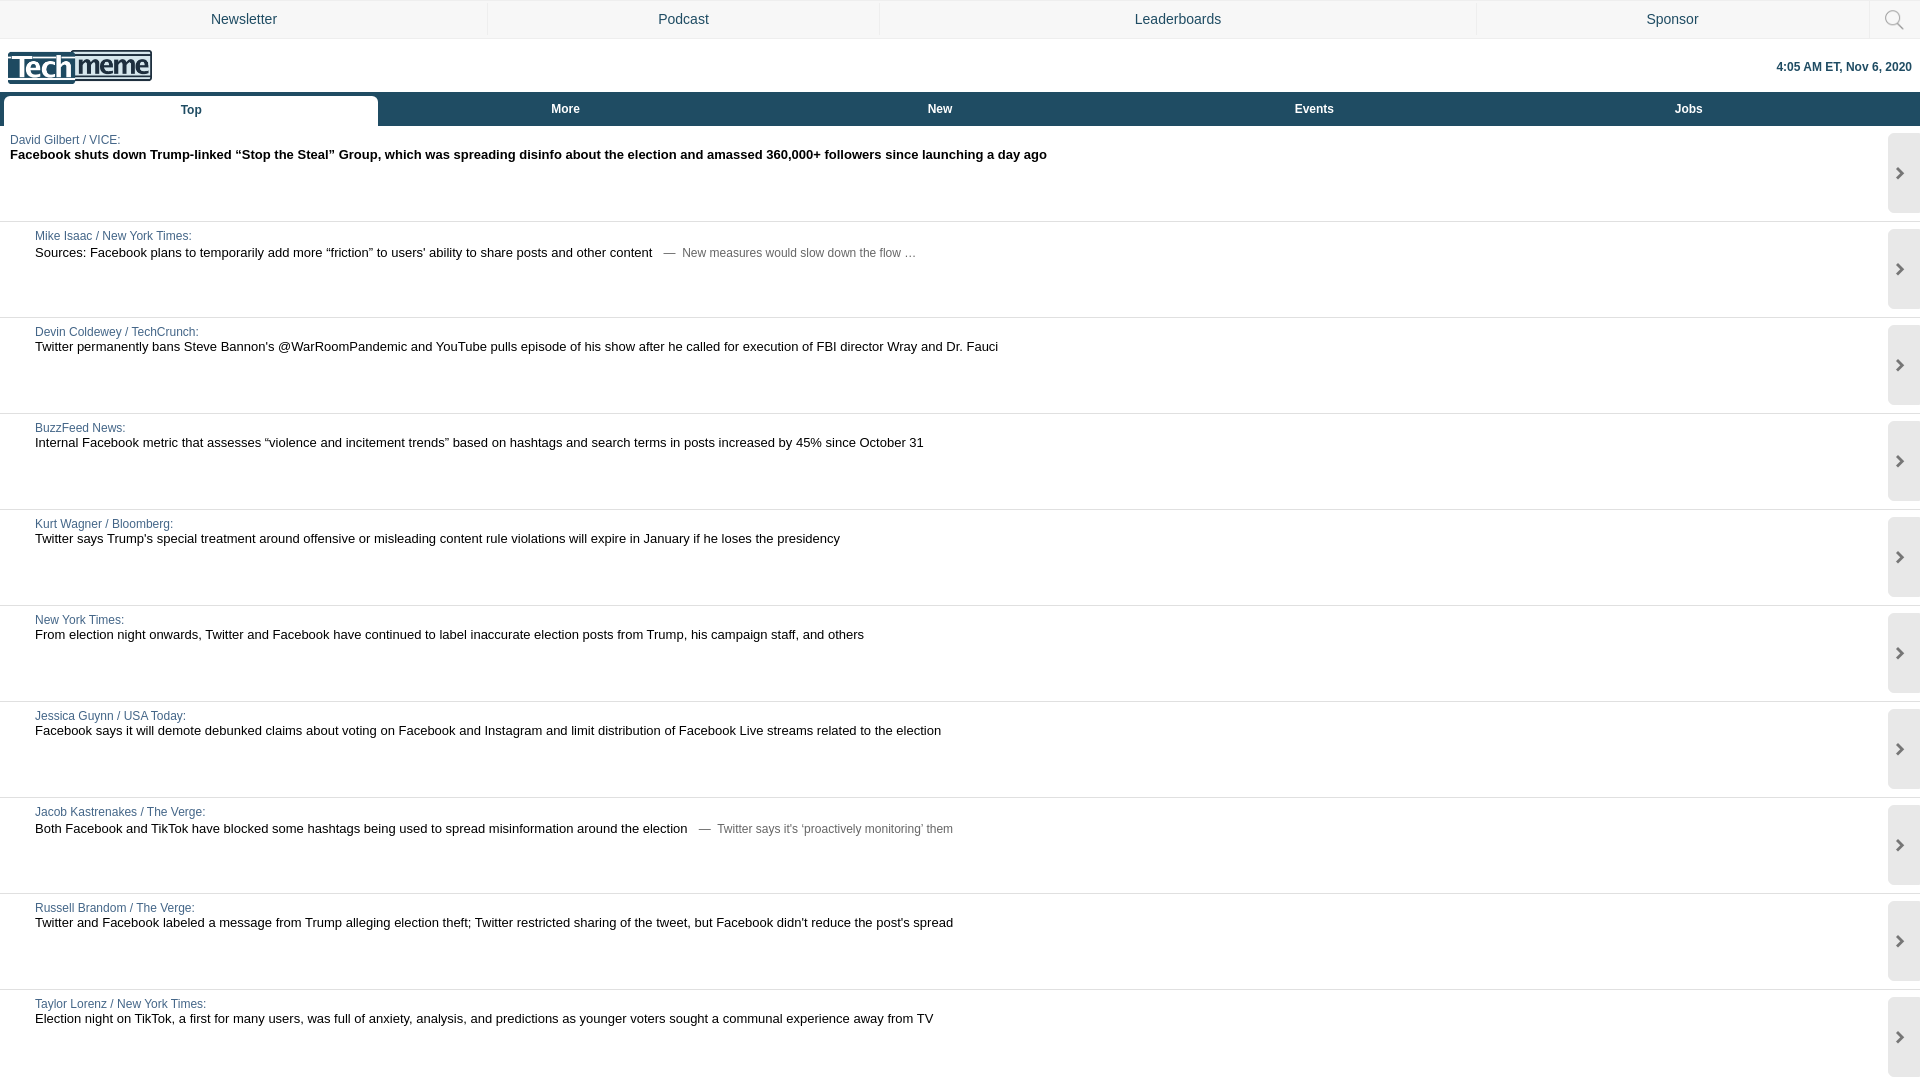 Newsletter
Podcast
Leaderboards
Sponsor
Techmeme
4:05 AM ET, Nov 6, 2020
Top
More
New
Events
Jobs
David Gilbert / VICE:
Facebook shuts down Trump-linked “Stop the Steal” Group, which was spreading disinfo about the election and amassed 360,000+ followers since launching a day ago
Mike Isaac / New York Times:
Sources: Facebook plans to temporarily add more “friction” to users' ability to share posts and other content — New measures would slow down the flow …
Devin Coldewey / TechCrunch:
Twitter permanently bans Steve Bannon's @WarRoomPandemic and YouTube pulls episode of his show after he called for execution of FBI director Wray and Dr. Fauci
BuzzFeed News:
Internal Facebook metric that assesses “violence and incitement trends” based on hashtags and search terms in posts increased by 45% since October 31
Kurt Wagner / Bloomberg:
Twitter says Trump's special treatment around offensive or misleading content rule violations will expire in January if he loses the presidency
New York Times:
From election night onwards, Twitter and Facebook have continued to label inaccurate election posts from Trump, his campaign staff, and others
Jessica Guynn / USA Today:
Facebook says it will demote debunked claims about voting on Facebook and Instagram and limit distribution of Facebook Live streams related to the election
Jacob Kastrenakes / The Verge:
Both Facebook and TikTok have blocked some hashtags being used to spread misinformation around the election — Twitter says it's ‘proactively monitoring’ them
Russell Brandom / The Verge:
Twitter and Facebook labeled a message from Trump alleging election theft; Twitter restricted sharing of the tweet, but Facebook didn't reduce the post's spread
Taylor Lorenz / New York Times:
Election night on TikTok, a first for many users, was full of anxiety, analysis, and predictions as younger voters sought a communal experience away from TV